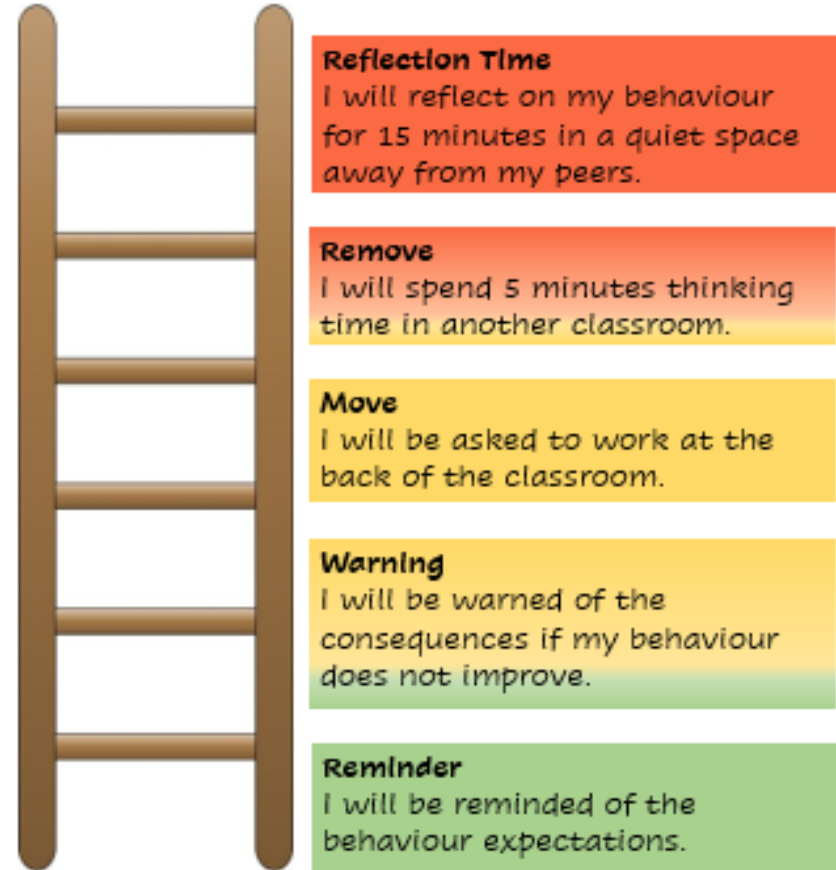 Reflection Time
I will reflect on my behaviour
for 15 minutes in a quiet space
away from my peers.
Remove
I will spend 5 minutes thinking
time in another classroom.
Move
I will be asked to work at the
back of the classroom.
Warning
I will be warned of the
consequences if my behaviour
does not improve.
Reminder
I will be reminded of the
behaviour expectations.